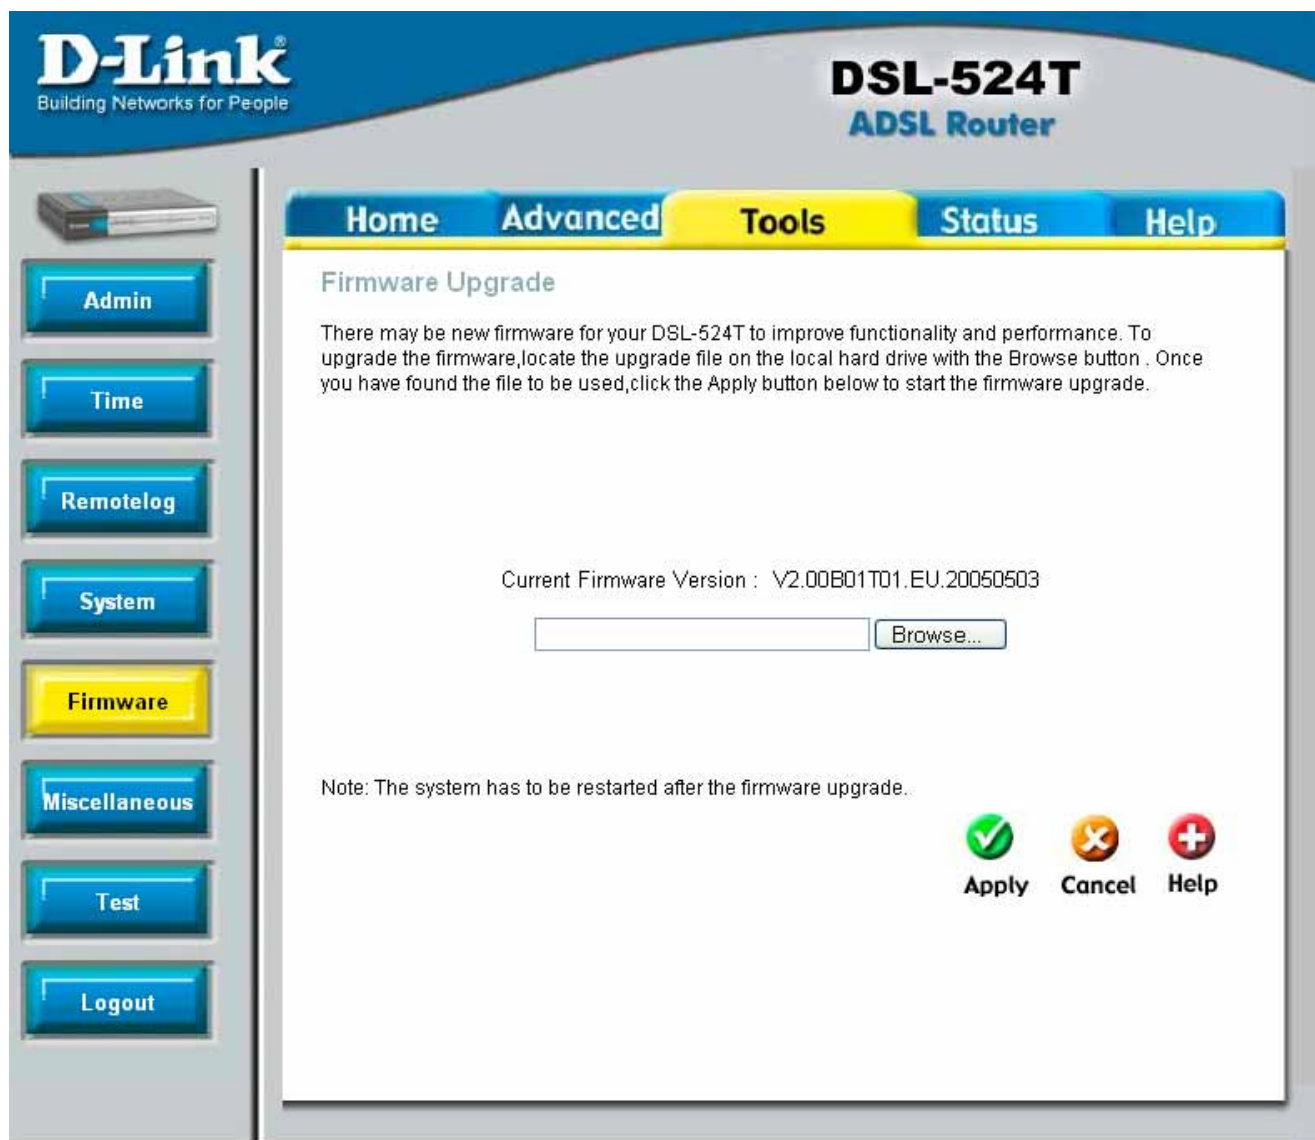 D-Link®
Building Networks for People
DSL-524T
ADSL Router
Home Advanced Tools Status Help
Admin
Time
Remotelog
System
Firmware
Miscellaneous
Test
Logout
Firmware Upgrade
There may be new firmware for your DSL-524T to improve functionality and performance. To
upgrade the firmware,locate the upgrade file on the local hard drive with the Browse button . Once
you have found the file to be used,click the Apply button below to start the firmware upgrade.
Current Firmware Version : V2.00B01T01.EU.20050503
Browse...
Note: The system has to be restarted after the firmware upgrade.
Apply Cancel Help